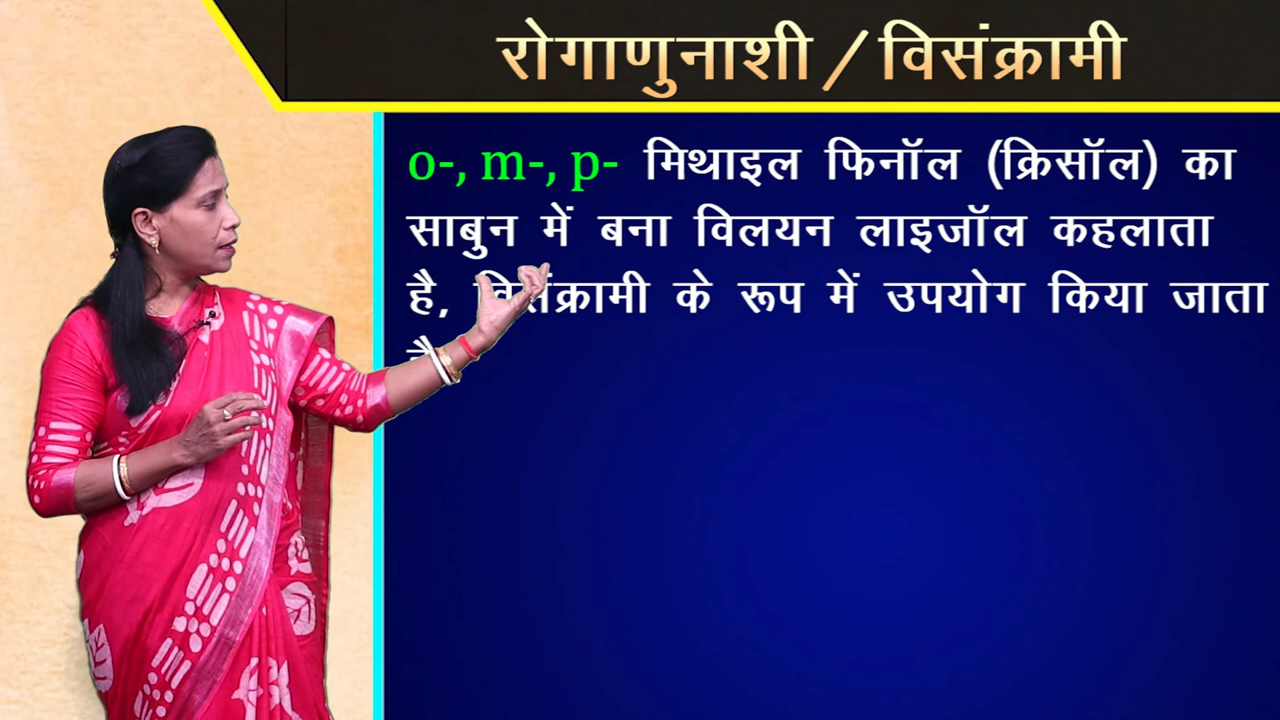 रोगाणुनाशी / विसंक्रामी
o-, m-, p- मिथाइल फिनॉल (क्रिसॉल) का
साबुन में बना विलयन लाइजॉल कहलाता
है, विसंक्रामी के रूप में उपयोग किया जाता
है